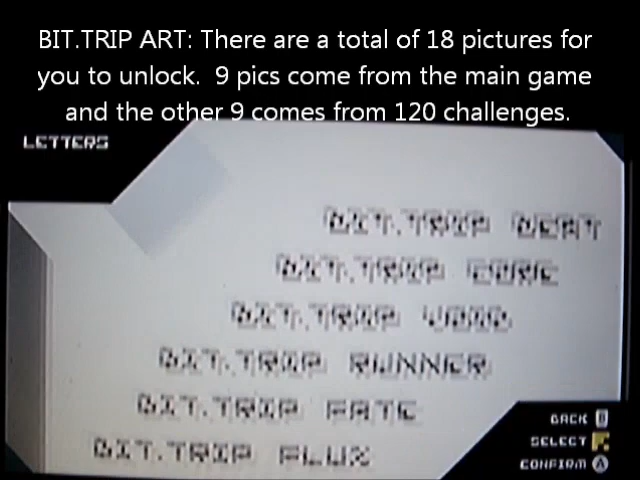 BIT.TRIP ART: There are a total of 18 pictures for
you to unlock.  9 pics come from the main game
and the other 9 comes from 120 challenges.
LETTERS
BIT.TRIP BEAT
BIT.TRIP CORE
BIT.TRIP VOID
BIT.TRIP RUNNER
BIT.TRIP FATE
BIT.TRIP FLUX
BACK B
SELECT
CONFIRM A